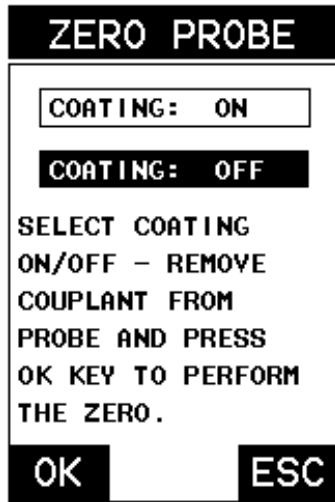 ZERO PROBE
COATING: ON
COATING: OFF
SELECT COATING
ON/OFF - REMOVE
COUPLANT FROM
PROBE AND PRESS
OK KEY TO PERFORM
THE ZERO.
OK ESC